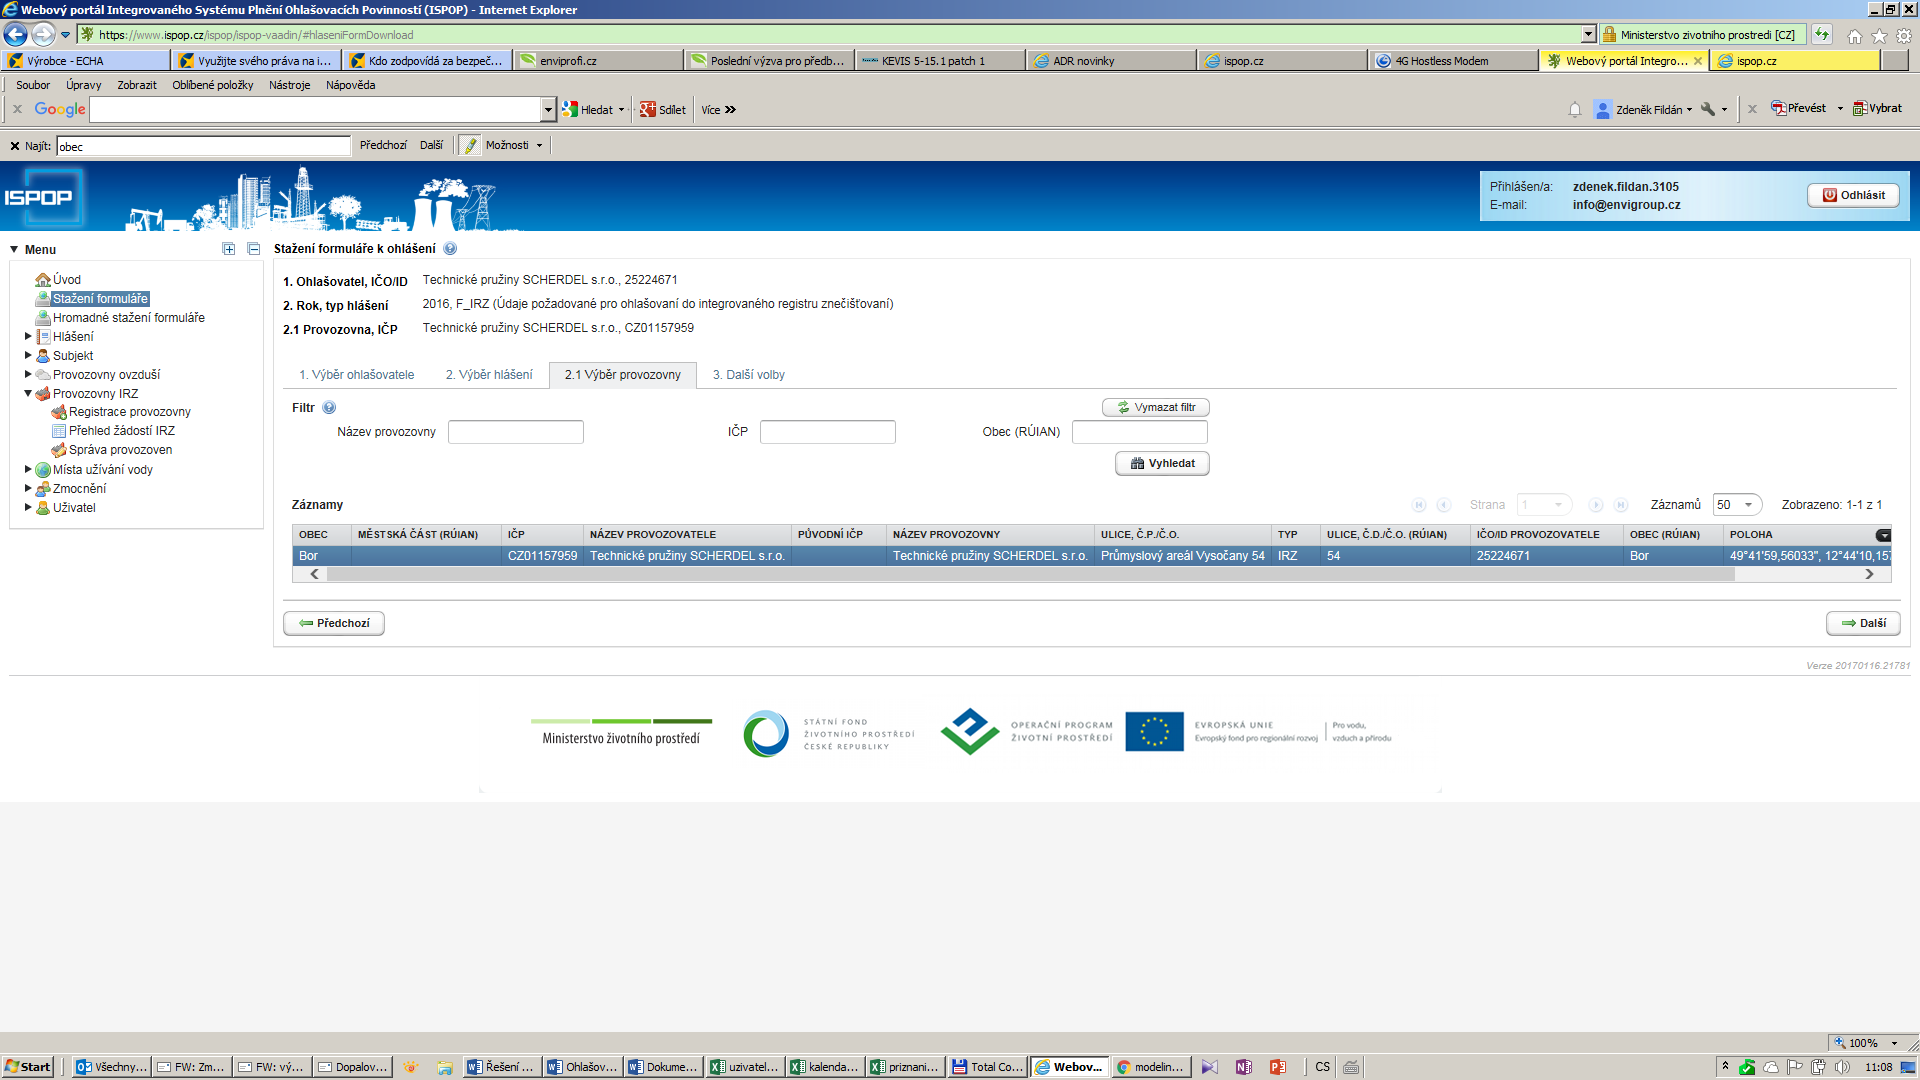 Webový portál Integrovaného Systému Plnění Ohlašovacích Povinností (ISPOP) - Internet Explorer
https://www.ispop.cz/ispop/ispop-vaadin/#hlaseniFormDownload
Ministerstvo zivotniho prostredi [CZ]
Výrobce - ECHA
Využijte svého práva na i...
Kdo zodpovídá za bezpeč...
enviprofi.cz
Poslední výzva pro předb...
KEVIS 5-15.1 patch 1
ADR novinky
ispop.cz
4G Hostless Modem
Webový portál Integro...
ispop.cz
Soubor Úpravy Zobrazit Oblíbené položky Nástroje Nápověda
Google Hledat Sdílet Více
Zdeněk Fildán Převést Vybrat
Najít: obec Předchozí Další Možnosti
ISPOP
Přihlášen/a: zdenek.fildan.3105
E-mail: info@envigroup.cz
Odhlásit
Menu
Úvod
Stažení formuláře
Hromadné stažení formuláře
Hlášení
Subjekt
Provozovny ovzduší
Provozovny IRZ
Registrace provozovny
Přehled žádostí IRZ
Správa provozoven
Místa užívání vody
Zmocnění
Uživatel
Stažení formuláře k ohlášení
1. Ohlašovatel, IČO/ID Technické pružiny SCHERDEL s.r.o., 25224671
2. Rok, typ hlášení 2016, F_IRZ (Údaje požadované pro ohlašovaní do integrovaného registru znečišťovaní)
2.1 Provozovna, IČP Technické pružiny SCHERDEL s.r.o., CZ01157959
1. Výběr ohlašovatele 2. Výběr hlášení 2.1 Výběr provozovny 3. Další volby
Filtr Vymazat filtr
Název provozovny IČP Obec (RÚIAN)
Vyhledat
Záznamy Strana 1 Záznamů 50 Zobrazeno: 1-1 z 1
OBEC MĚSTSKÁ ČÁST (RÚIAN) IČP NÁZEV PROVOZOVATELE PŮVODNÍ IČP NÁZEV PROVOZOVNY ULICE, Č.P./Č.O. TYP ULICE, Č.D./Č.O. (RÚIAN) IČO/ID PROVOZOVATELE OBEC (RÚIAN) POLOHA
Bor CZ01157959 Technické pružiny SCHERDEL s.r.o. Technické pružiny SCHERDEL s.r.o. Průmyslový areál Vysočany 54 IRZ 54 25224671 Bor 49°41'59,56033", 12°44'10,157
Předchozí Další
Verze 20170116.21781
Ministerstvo životního prostředí
STÁTNÍ FOND
ŽIVOTNÍHO PROSTŘEDÍ
ČESKÉ REPUBLIKY
OPERAČNÍ PROGRAM
ŽIVOTNÍ PROSTŘEDÍ
EVROPSKÁ UNIE
Evropský fond pro regionální rozvoj
Pro vodu,
vzduch a přírodu
100%
Start Všechny... FW: Zm... FW: vý... Dopalov... Řešení ... Ohlašov... Dokume... uzivatel... kalenda... priznani... Total Co... Webov... modelin... CS 11:08